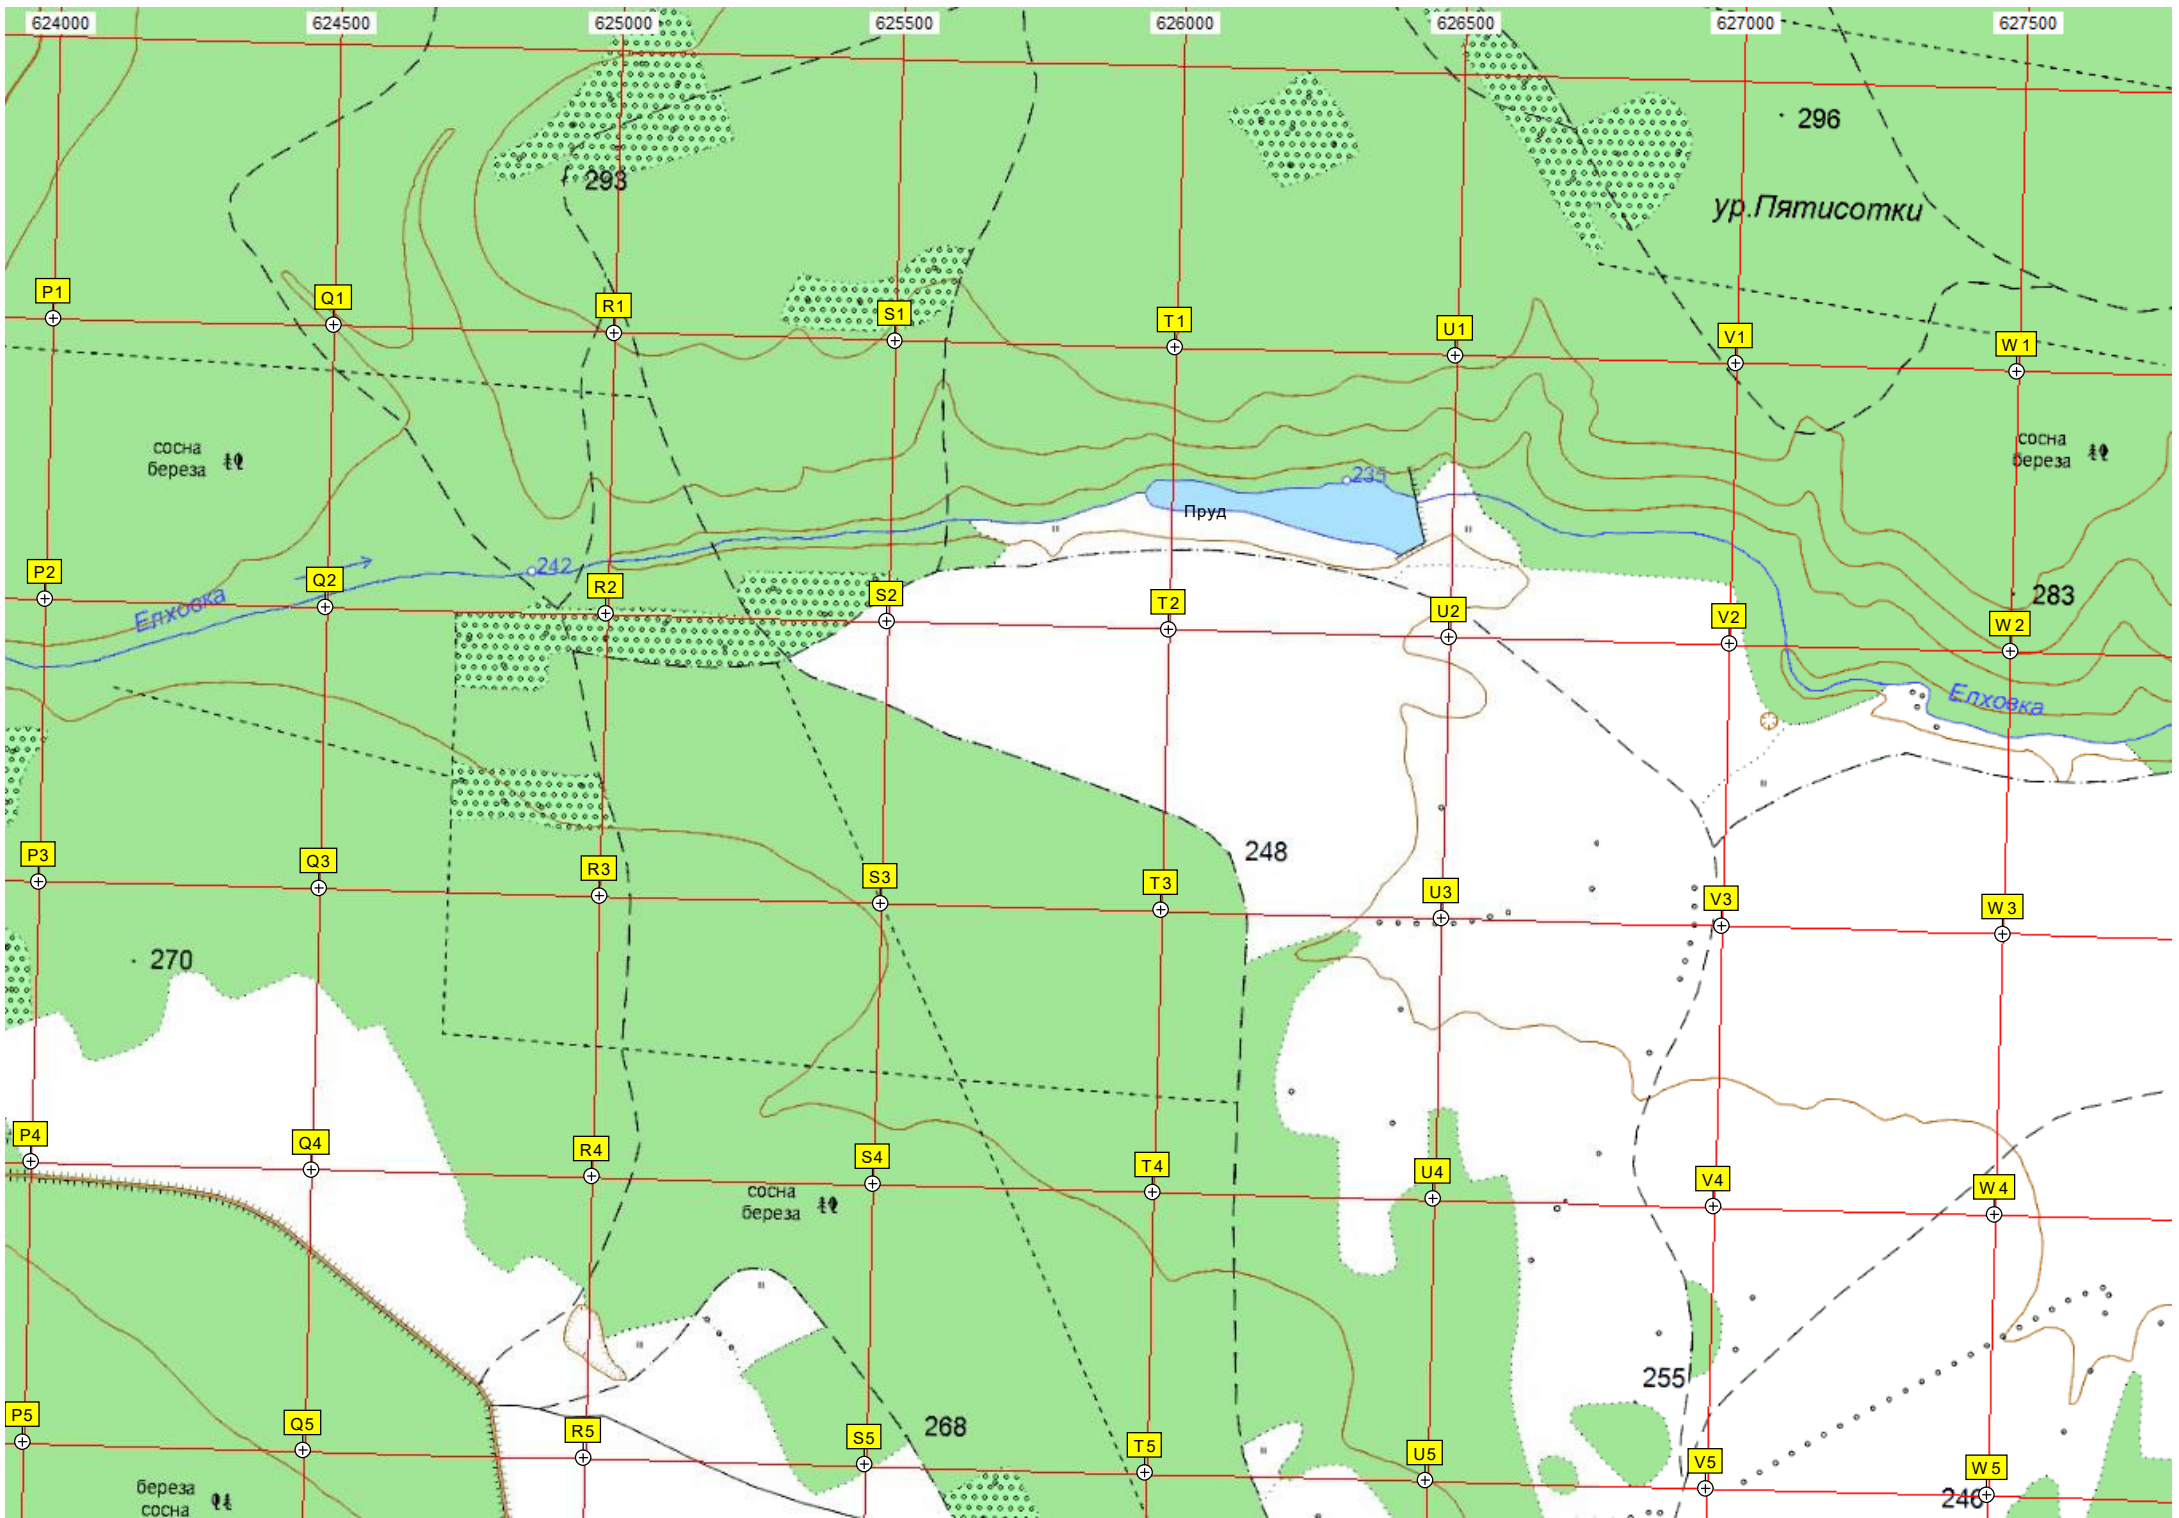 624000 624500 625000 625500 626000 626500 627000 627500
296
293
ур.Пятисотки
P1 Q1 R1 S1 T1 U1 V1 W1
сосна
береза
сосна
береза
235
Пруд
242
Елховка
283
P2 Q2 R2 S2 T2 U2 V2 W2
Елховка
248
P3 Q3 R3 S3 T3 U3 V3 W3
270
P4 Q4 R4 S4 T4 U4 V4 W4
сосна
береза
255
268
P5 Q5 R5 S5 T5 U5 V5 W5
береза
сосна
246